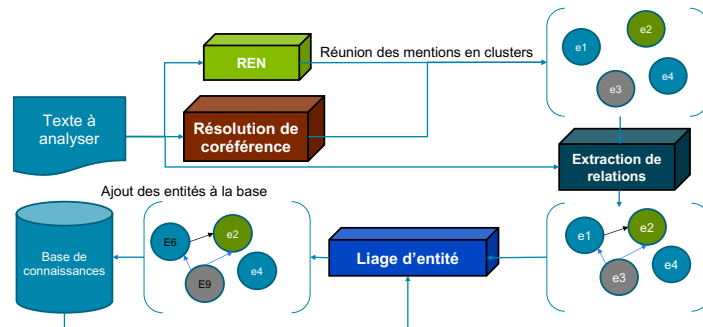 REN
Réunion des mentions en clusters
e1
e2
e3
e4
Texte à
analyser
Résolution de
coréférence
Extraction de
relations
Ajout des entités à la base
Base de
connaissances
E6
e2
e4
E9
Liage d’entité
e1
e2
e3
e4